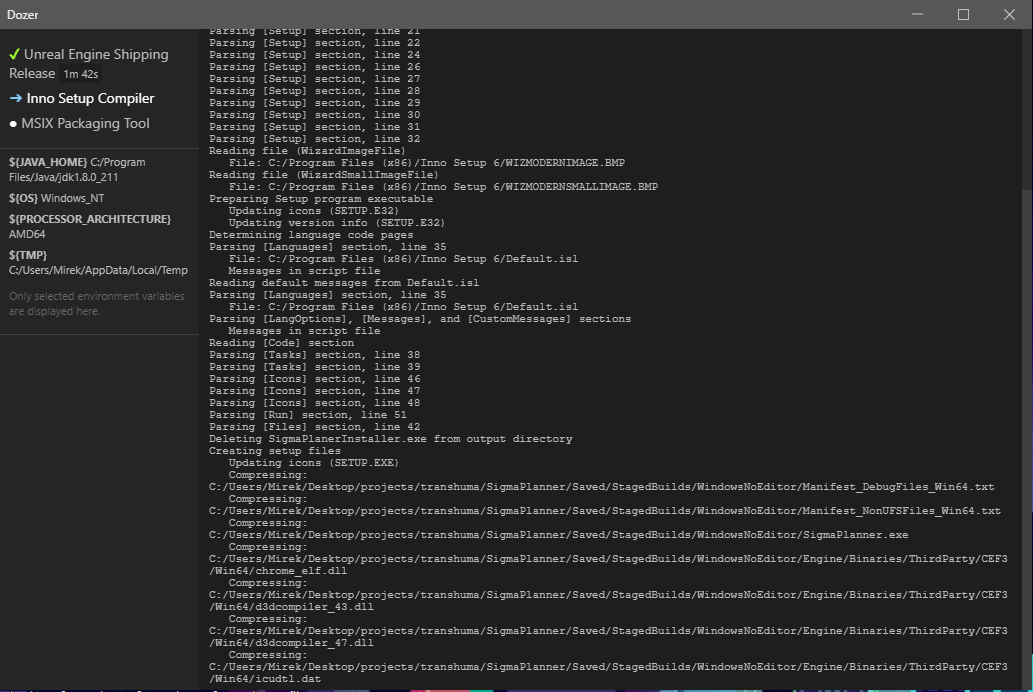 Dozer
✓ Unreal Engine Shipping
Release 1m 42s
➔ Inno Setup Compiler
● MSIX Packaging Tool
${JAVA_HOME} C:/Program
Files/Java/jdk1.8.0_211
${OS} Windows_NT
${PROCESSOR_ARCHITECTURE}
AMD64
${TMP}
C:/Users/Mirek/AppData/Local/Temp
Only selected environment variables
are displayed here.
Parsing [Setup] section, line 21
Parsing [Setup] section, line 22
Parsing [Setup] section, line 24
Parsing [Setup] section, line 26
Parsing [Setup] section, line 27
Parsing [Setup] section, line 28
Parsing [Setup] section, line 29
Parsing [Setup] section, line 30
Parsing [Setup] section, line 31
Parsing [Setup] section, line 32
Reading file (WizardImageFile)
File: C:/Program Files (x86)/Inno Setup 6/WIZMODERNIMAGE.BMP
Reading file (WizardSmallImageFile)
File: C:/Program Files (x86)/Inno Setup 6/WIZMODERNSMALLIMAGE.BMP
Preparing Setup program executable
Updating icons (SETUP.E32)
Updating version info (SETUP.E32)
Determining language code pages
Parsing [Languages] section, line 35
File: C:/Program Files (x86)/Inno Setup 6/Default.isl
Messages in script file
Reading default messages from Default.isl
Parsing [Languages] section, line 35
File: C:/Program Files (x86)/Inno Setup 6/Default.isl
Parsing [LangOptions], [Messages], and [CustomMessages] sections
Messages in script file
Reading [Code] section
Parsing [Tasks] section, line 38
Parsing [Tasks] section, line 39
Parsing [Icons] section, line 46
Parsing [Icons] section, line 47
Parsing [Icons] section, line 48
Parsing [Run] section, line 51
Parsing [Files] section, line 42
Deleting SigmaPlanerInstaller.exe from output directory
Creating setup files
Updating icons (SETUP.EXE)
Compressing:
C:/Users/Mirek/Desktop/projects/transhuma/SigmaPlanner/Saved/StagedBuilds/WindowsNoEditor/Manifest_DebugFiles_Win64.txt
Compressing:
C:/Users/Mirek/Desktop/projects/transhuma/SigmaPlanner/Saved/StagedBuilds/WindowsNoEditor/Manifest_NonUFSFiles_Win64.txt
Compressing:
C:/Users/Mirek/Desktop/projects/transhuma/SigmaPlanner/Saved/StagedBuilds/WindowsNoEditor/SigmaPlanner.exe
Compressing:
C:/Users/Mirek/Desktop/projects/transhuma/SigmaPlanner/Saved/StagedBuilds/WindowsNoEditor/Engine/Binaries/ThirdParty/CEF3
/Win64/chrome_elf.dll
Compressing:
C:/Users/Mirek/Desktop/projects/transhuma/SigmaPlanner/Saved/StagedBuilds/WindowsNoEditor/Engine/Binaries/ThirdParty/CEF3
/Win64/d3dcompiler_43.dll
Compressing:
C:/Users/Mirek/Desktop/projects/transhuma/SigmaPlanner/Saved/StagedBuilds/WindowsNoEditor/Engine/Binaries/ThirdParty/CEF3
/Win64/d3dcompiler_47.dll
Compressing:
C:/Users/Mirek/Desktop/projects/transhuma/SigmaPlanner/Saved/StagedBuilds/WindowsNoEditor/Engine/Binaries/ThirdParty/CEF3
/Win64/icudtl.dat